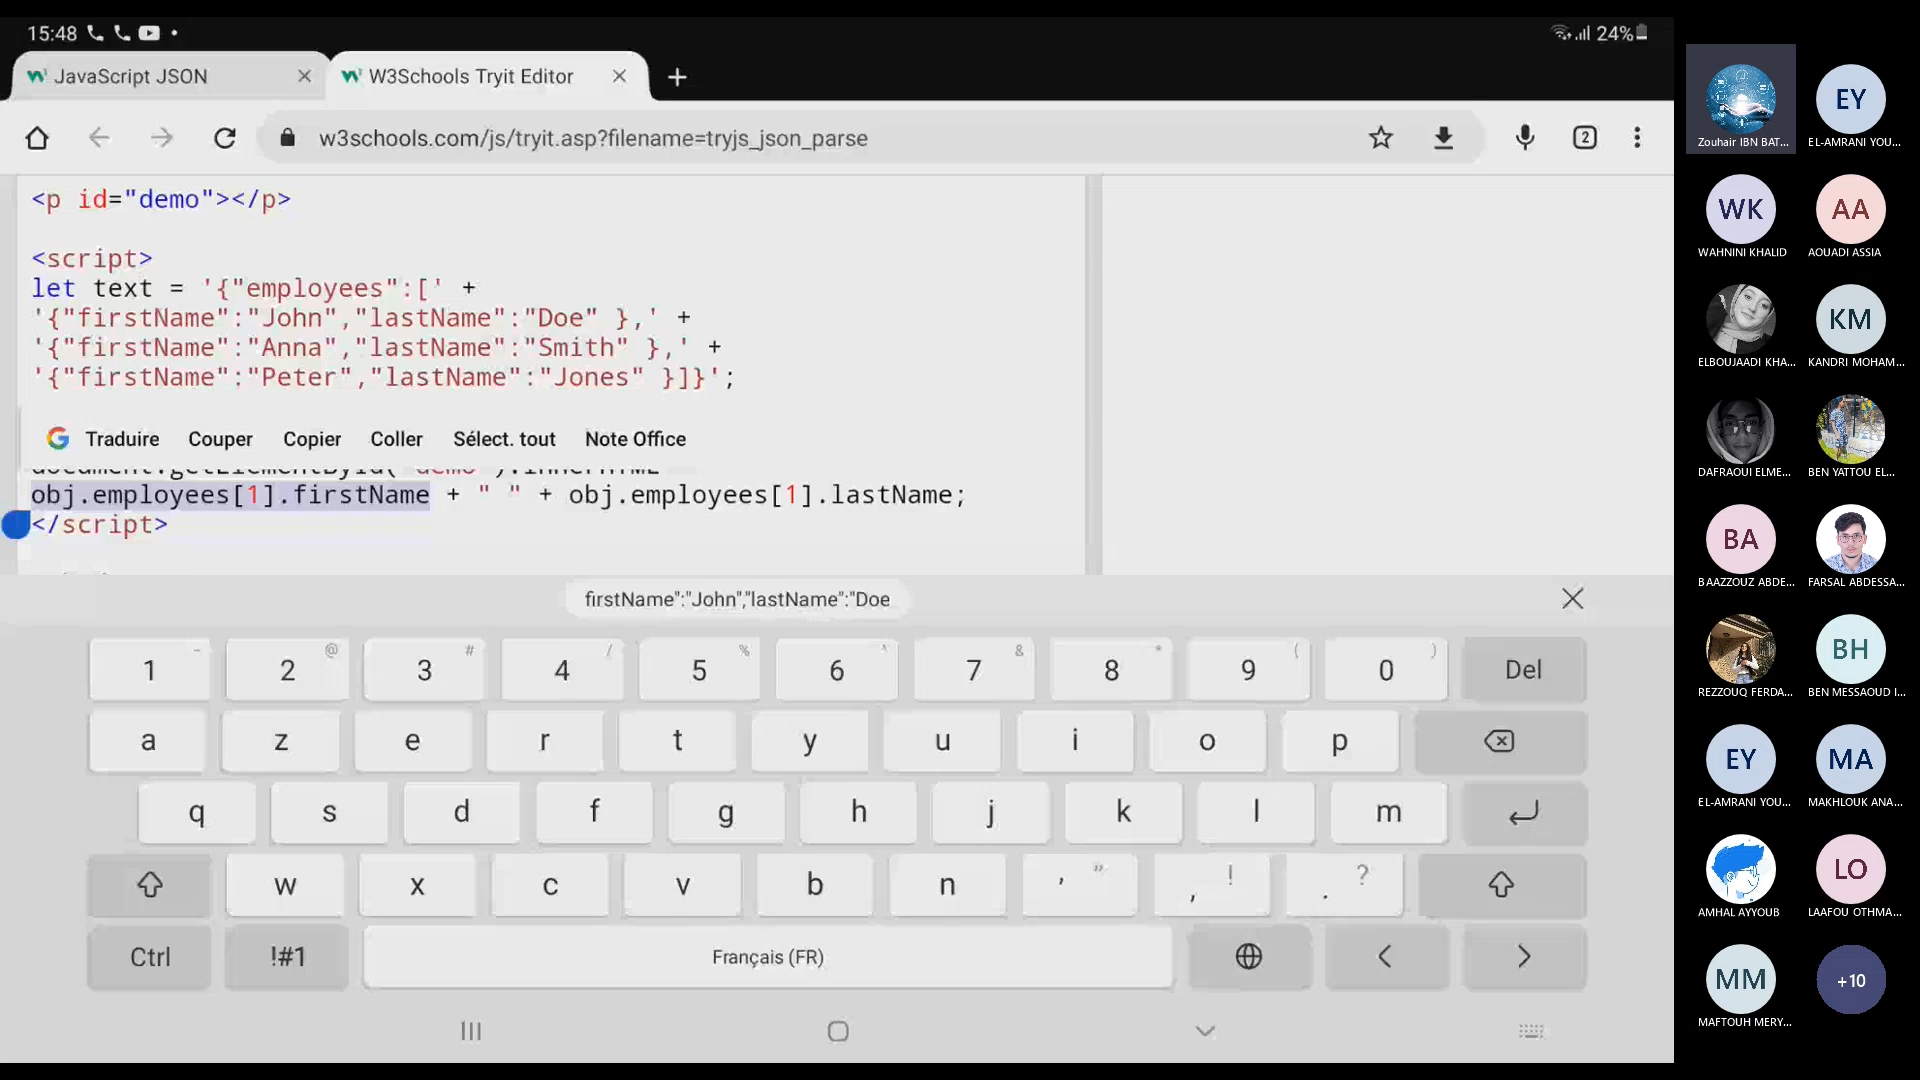 15:48
24%
JavaScript JSON
W3Schools Tryit Editor
w3schools.com/js/tryit.asp?filename=tryjs_json_parse
2
<p id="demo"></p>
<script>
let text = '{"employees":[' +
'{"firstName":"John","lastName":"Doe" },' +
'{"firstName":"Anna","lastName":"Smith" },' +
'{"firstName":"Peter","lastName":"Jones" }]}';
Traduire Couper Copier Coller Sélect. tout Note Office
document.getElementById("demo").innerHTML
obj.employees[1].firstName + " " + obj.employees[1].lastName;
</script>
firstName":"John","lastName":"Doe
1 2 @ 3 # 4 / 5 % 6 ^ 7 & 8 * 9 ( 0 ) Del
a z e r t y u i o p
q s d f g h j k l m
w x c v b n ' " , ! . ?
Ctrl !#1 Français (FR) < >
Zouhair IBN BAT...
EY
EL-AMRANI YOU...
WK
WAHNINI KHALID
AA
AOUADI ASSIA
ELBOUJAADI KHA...
KM
KANDRI MOHAM...
DAFRAOUI ELME...
BEN YATTOU EL...
BA
BAAZZOUZ ABDE...
FARSAL ABDESSA...
REZZOUQ FERDA...
BH
BEN MESSAOUD I...
EY
EL-AMRANI YOU...
MA
MAKHLOUK ANA...
AMHAL AYYOUB
LO
LAAFOU OTHMA...
MM
MAFTOUH MERY...
+10